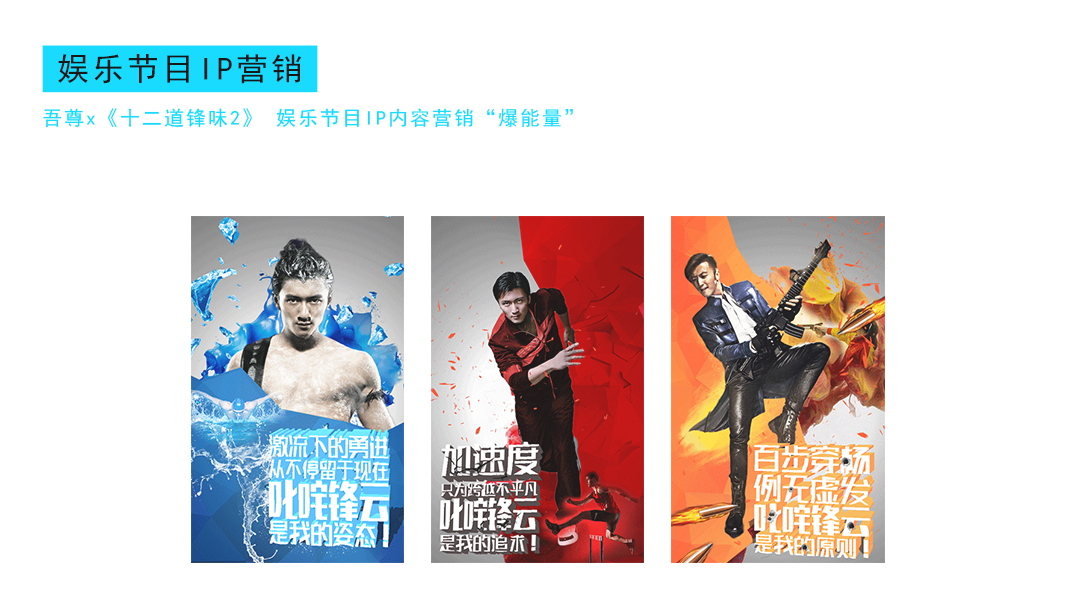 娱乐节目IP营销
吾尊x《十二道锋味2》 娱乐节目IP内容营销“爆能量”
激流下的勇进
从不停留于现在
叱咤锋云
是我的姿态!
加速度
只为跨越不平凡
叱咤锋云
是我的追求!
百步穿杨
例无虚发
叱咤锋云
是我的原则!